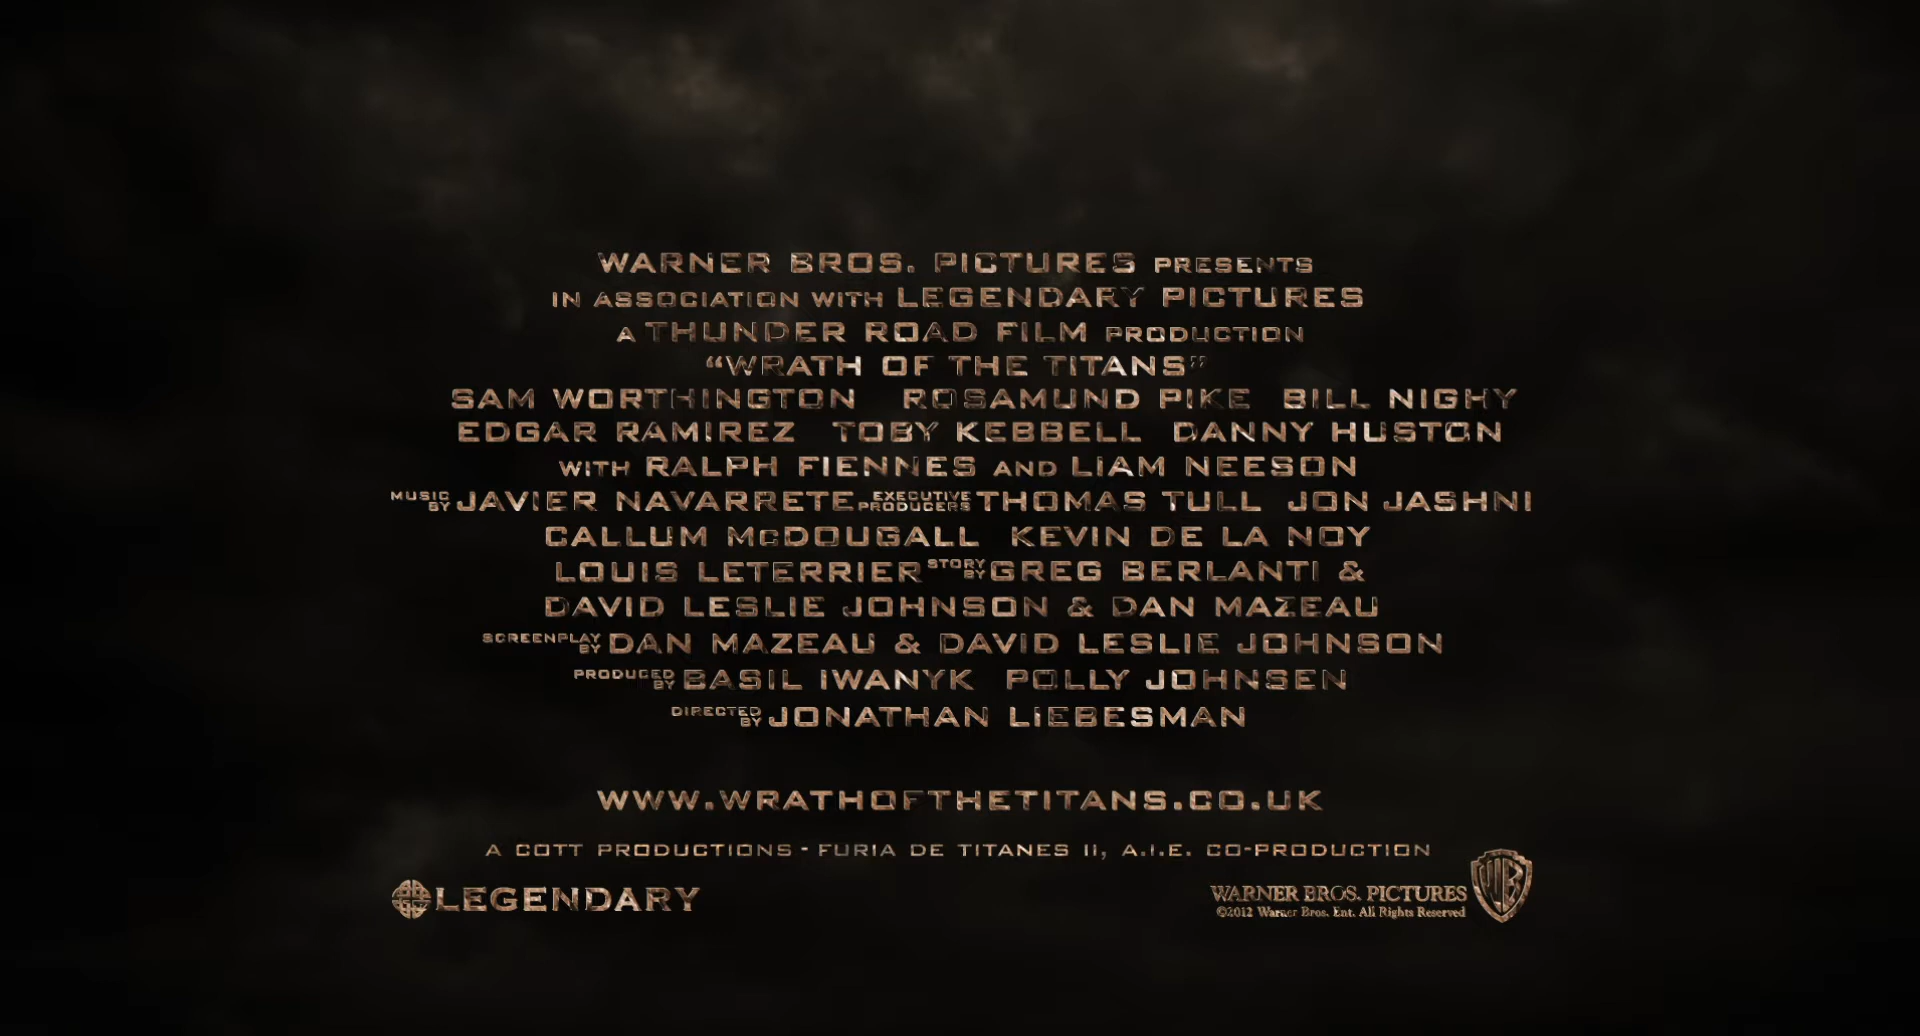 WARNER BROS. PICTURES PRESENTS
IN ASSOCIATION WITH LEGENDARY PICTURES
A THUNDER ROAD FILM PRODUCTION
“WRATH OF THE TITANS”
SAM WORTHINGTON ROSAMUND PIKE BILL NIGHY
EDGAR RAMIREZ TOBY KEBBELL DANNY HUSTON
WITH RALPH FIENNES AND LIAM NEESON
MUSIC BY JAVIER NAVARRETE EXECUTIVE PRODUCERS THOMAS TULL JON JASHNI
CALLUM McDOUGALL KEVIN DE LA NOY
LOUIS LETERRIER STORY BY GREG BERLANTI &
DAVID LESLIE JOHNSON & DAN MAZEAU
SCREENPLAY BY DAN MAZEAU & DAVID LESLIE JOHNSON
PRODUCED BY BASIL IWANYK POLLY JOHNSEN
DIRECTED BY JONATHAN LIEBESMAN
WWW.WRATHOFTHETITANS.CO.UK
A COTT PRODUCTIONS - FURIA DE TITANES II, A.I.E. CO-PRODUCTION
LEGENDARY
WARNER BROS. PICTURES
©2012 Warner Bros. Ent. All Rights Reserved
WB